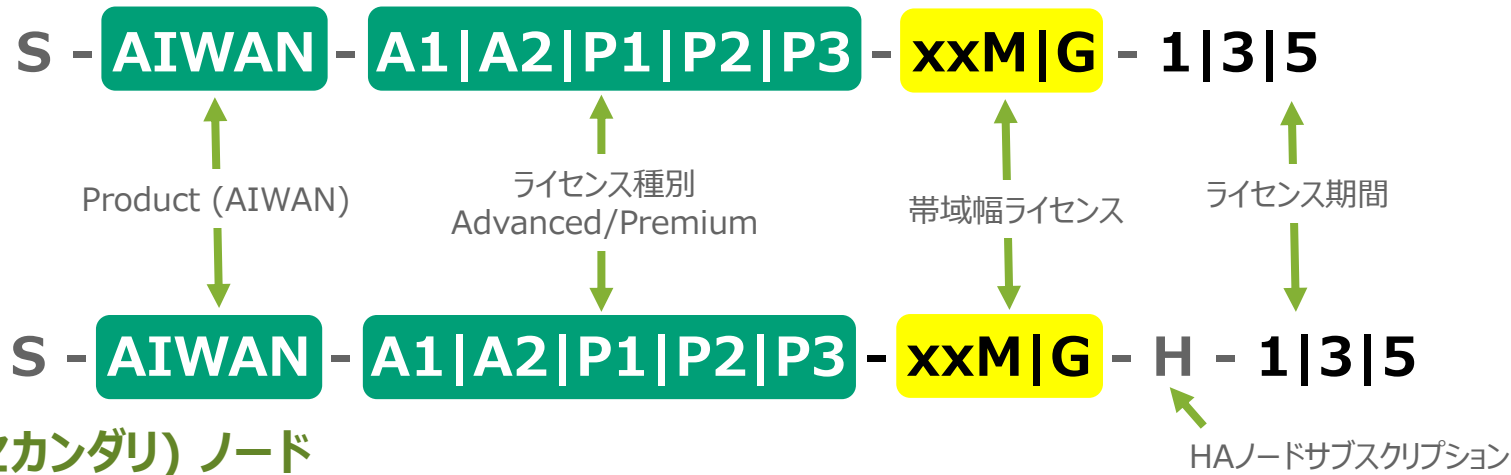 S - AIWAN - A1|A2|P1|P2|P3 - xxM|G - 1|3|5
Product (AIWAN)
ライセンス種別
Advanced/Premium
帯域幅ライセンス
ライセンス期間
S - AIWAN - A1|A2|P1|P2|P3 - xxM|G - H - 1|3|5
セカンダリ) ノード
HAノードサブスクリプション